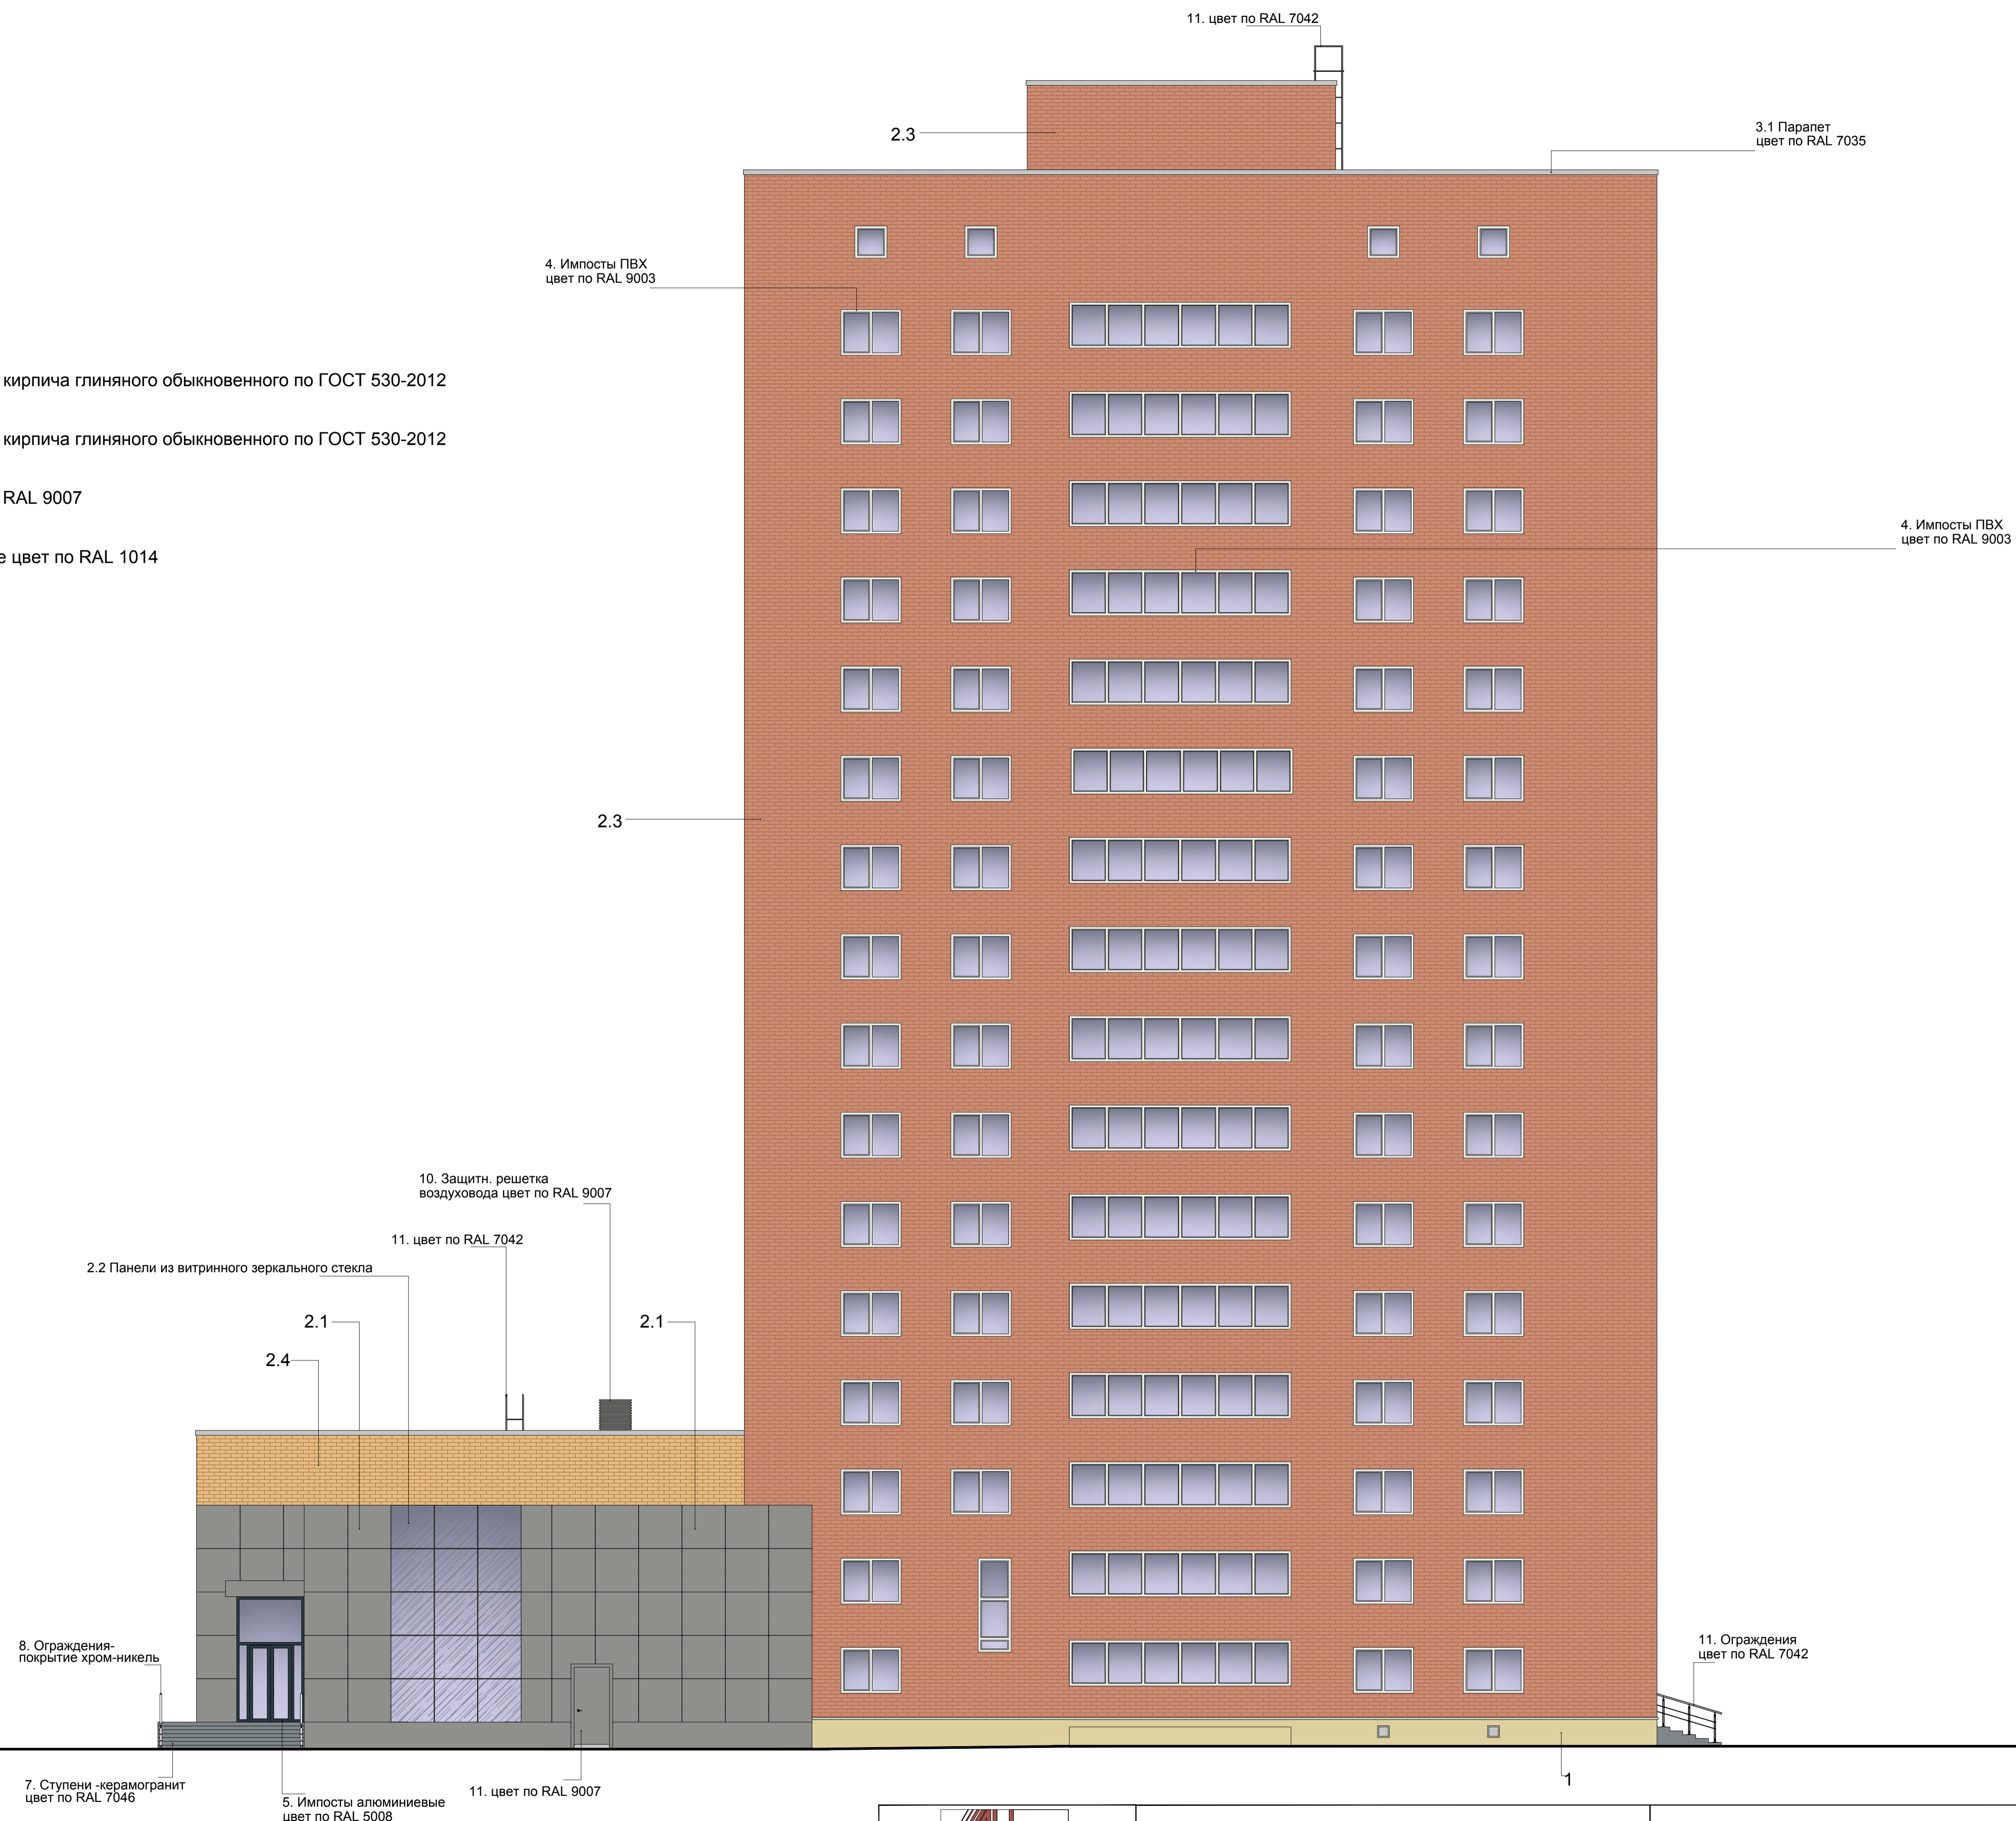 11. цвет по RAL 7042
2.3
3.1 Парапет
цвет по RAL 7035
4. Импосты ПВХ
цвет по RAL 9003
кирпича глиняного обыкновенного по ГОСТ 530-2012
кирпича глиняного обыкновенного по ГОСТ 530-2012
RAL 9007
е цвет по RAL 1014
4. Импосты ПВХ
цвет по RAL 9003
2.3
10. Защитн. решетка
воздуховода цвет по RAL 9007
11. цвет по RAL 7042
2.2 Панели из витринного зеркального стекла
2.1
2.1
2.4
8. Ограждения-
покрытие хром-никель
11. Ограждения
цвет по RAL 7042
7. Ступени -керамогранит
цвет по RAL 7046
5. Импосты алюминиевые
цвет по RAL 5008
11. цвет по RAL 9007
1